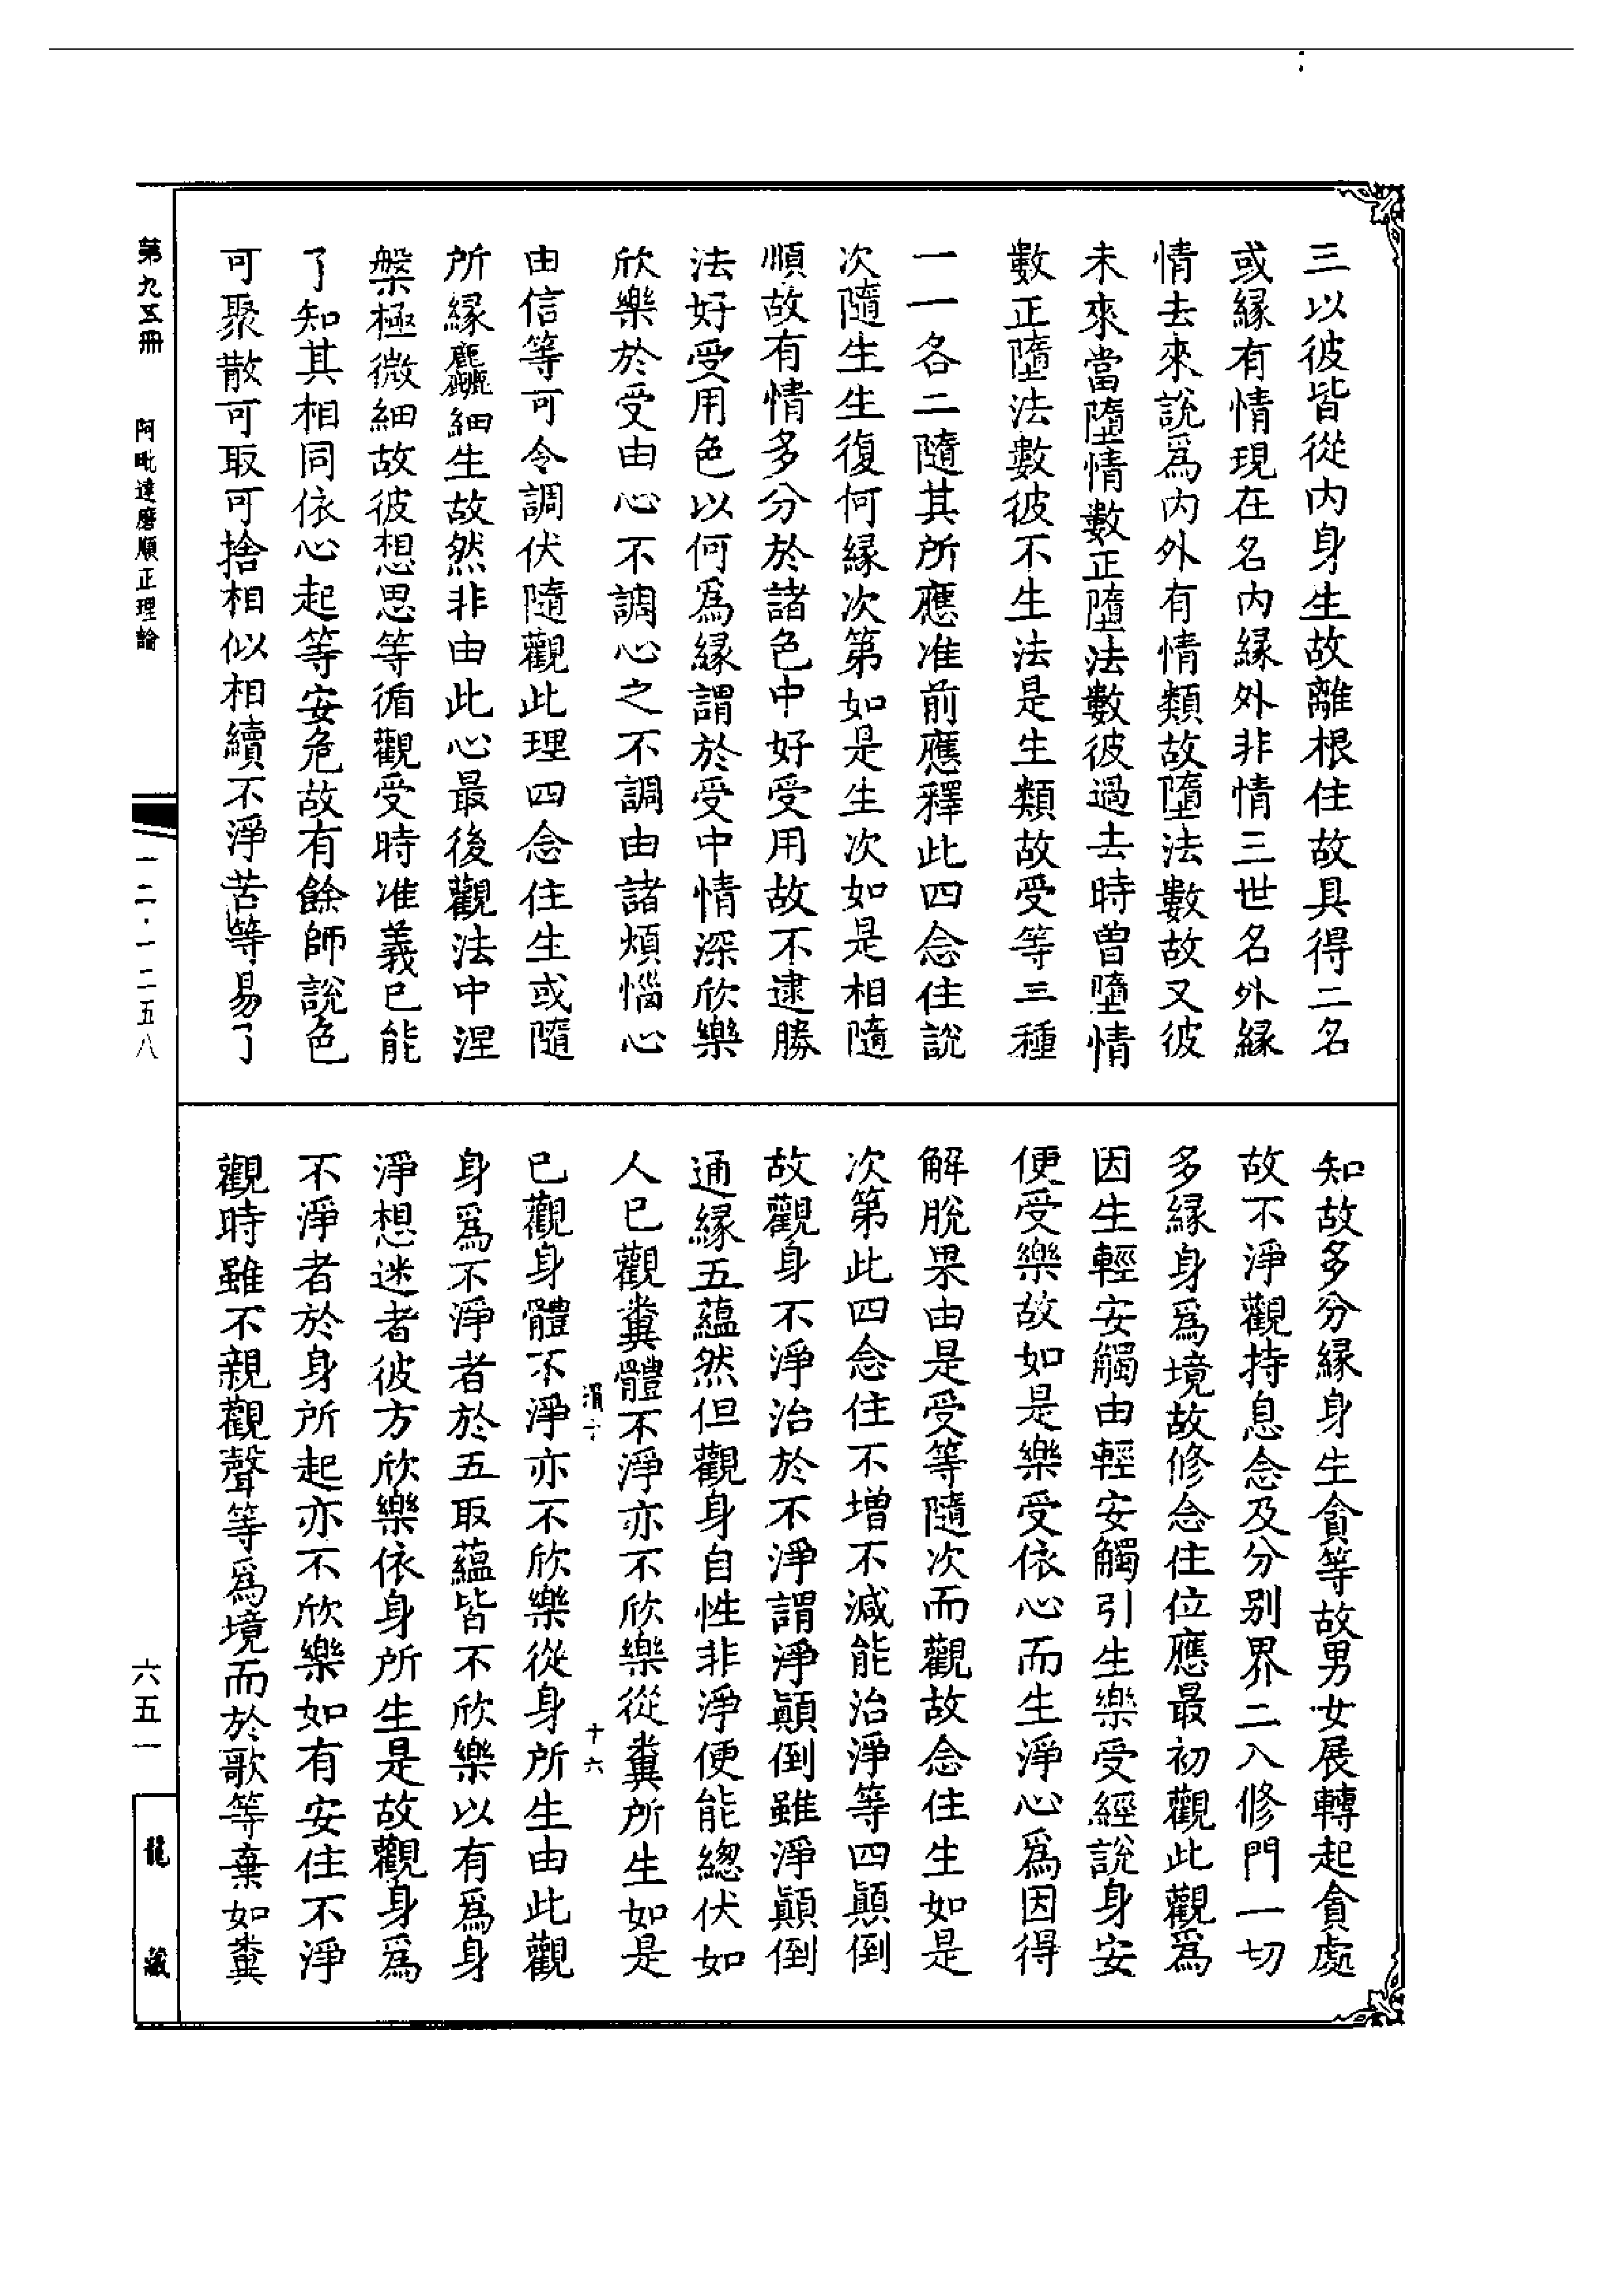 三以彼皆從内身生故離根住故具得二名
或縁有情現在名内縁外非情三世名外縁
情去來說爲内外有情類故墮法數故又彼
未來當墮情數正墮法數彼過去時曽墮情
數正墮法數彼不生法是生類故受等三種
一一各二隨其所應准前應釋此四念住說
次隨生生復何縁次第如是生次如是相隨
順故有情多分於諸色中好受用故不逮勝
法好受用色以何爲縁謂於受中情深欣樂
欣樂於受由心不調心之不調由諸煩惱心
由信等可令調伏隨觀此理四念住生或隨
所縁麤細生故然非由此心最後觀法中涅
槃極微細故彼想思等循觀受時准義已能
了知其相同依心起等安危故有餘師說色
可聚散可取可捨相似相續不淨苦等易了
知故多分縁身生貪等故男女展轉起貪處
故不淨觀持息念及分别界二入修門一切
多縁身爲境故修念住位應最初觀此觀爲
因生輕安觸由輕安觸引生樂受經說身安
便受樂故如是樂受依心而生淨心爲因得
解脫果由是受等隨次而觀故念住生如是
次第此四念住不增不減能治淨等四顚倒
故觀身不淨治於不淨謂淨顚倒雖淨顚倒
通縁五蘊然但觀身自性非淨便能緫伏如
人已觀糞體不淨亦不欣樂從糞所生如是
渭六 十六
已觀身體不淨亦不欣樂從身所生由此觀
身爲不淨者於五取蘊皆不欣樂以有爲身
淨想迷者彼方欣樂依身所生是故觀身爲
不淨者於身所起亦不欣樂如有安住不淨
觀時雖不親觀聲等爲境而於歌等棄如糞
第九五冊 阿毗達磨順正理論 一二·一二五八 六五一 龍藏